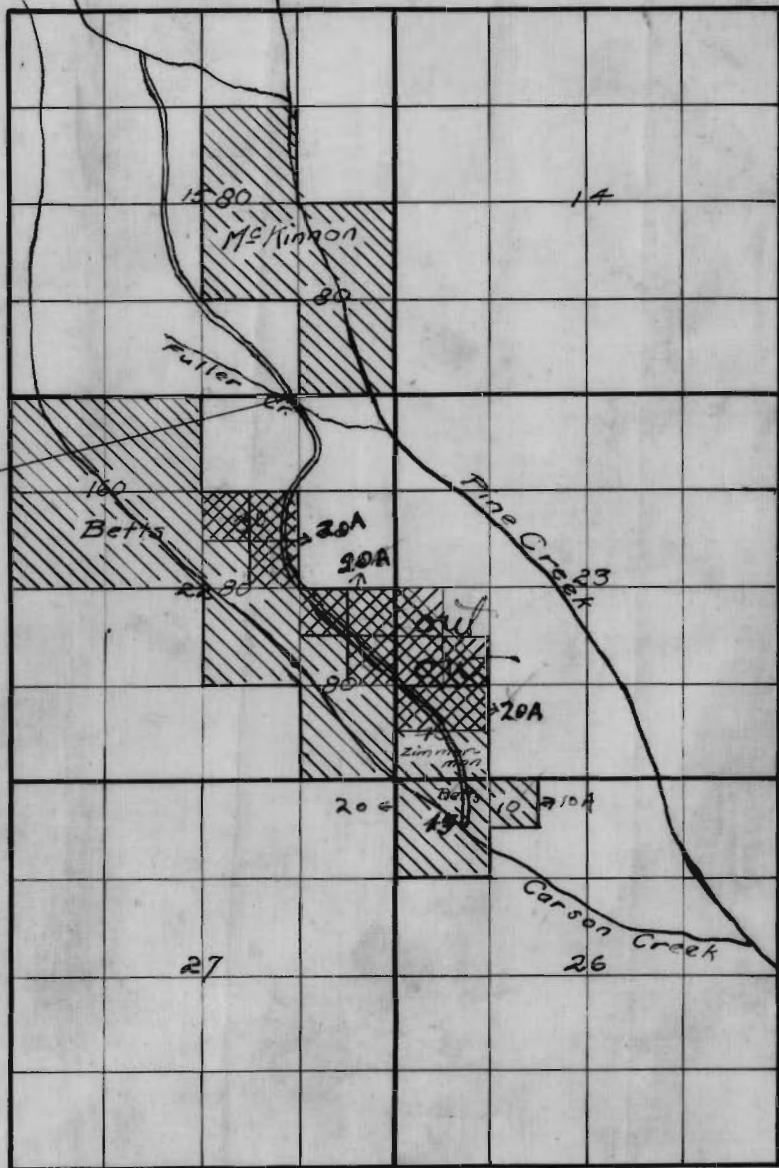 15 80
14
McKinnon
80
Fuller
Cr.
Pine Creek
160
Betts
20A
20A
22 80
23
out
80
20A
Zimmerman
Betts
20
10
10A
Carson Creek
27
26